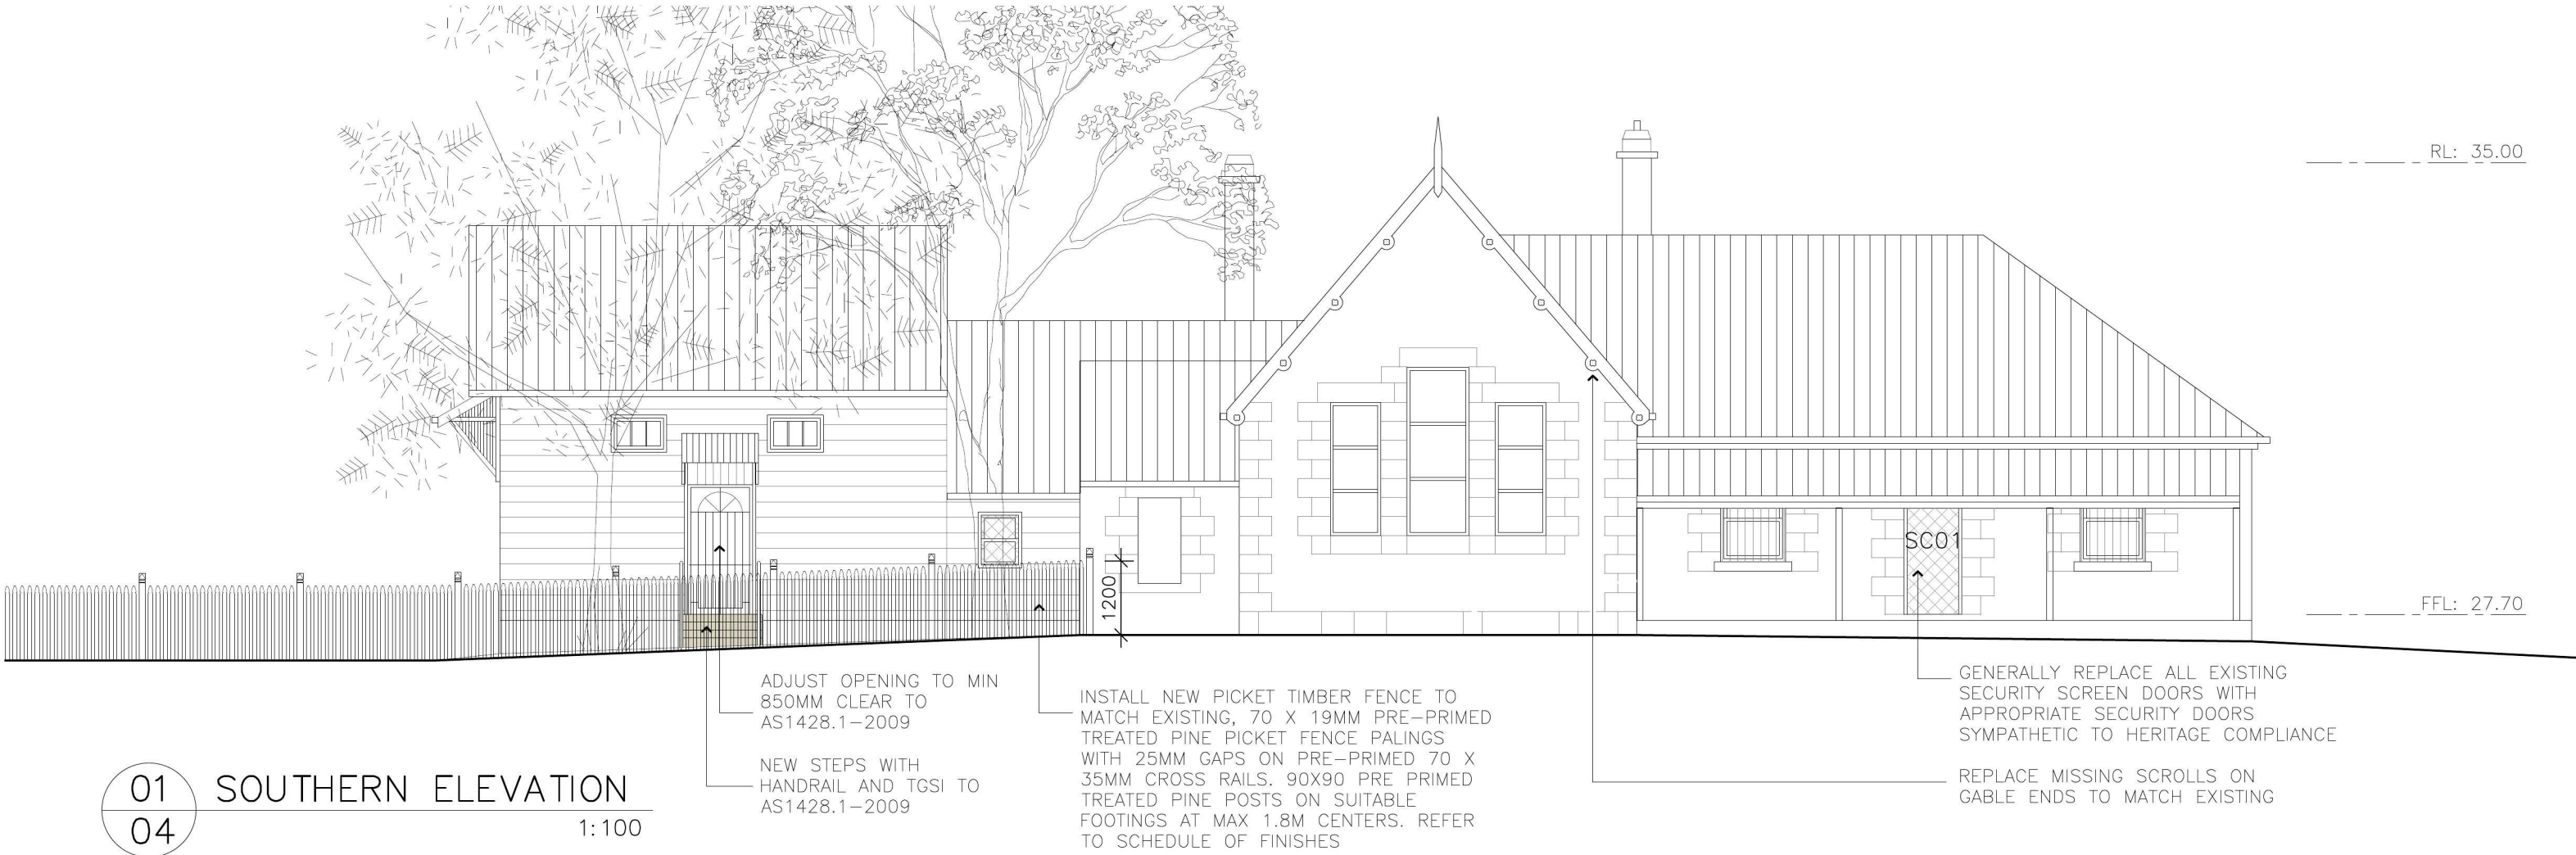 RL: 35.00
SC01
1200
FFL: 27.70
ADJUST OPENING TO MIN
850MM CLEAR TO
AS1428.1-2009
NEW STEPS WITH
HANDRAIL AND TGSI TO
AS1428.1-2009
INSTALL NEW PICKET TIMBER FENCE TO
MATCH EXISTING, 70 X 19MM PRE-PRIMED
TREATED PINE PICKET FENCE PALINGS
WITH 25MM GAPS ON PRE-PRIMED 70 X
35MM CROSS RAILS. 90X90 PRE PRIMED
TREATED PINE POSTS ON SUITABLE
FOOTINGS AT MAX 1.8M CENTERS. REFER
TO SCHEDULE OF FINISHES
GENERALLY REPLACE ALL EXISTING
SECURITY SCREEN DOORS WITH
APPROPRIATE SECURITY DOORS
SYMPATHETIC TO HERITAGE COMPLIANCE
REPLACE MISSING SCROLLS ON
GABLE ENDS TO MATCH EXISTING
01
04
SOUTHERN ELEVATION
1:100